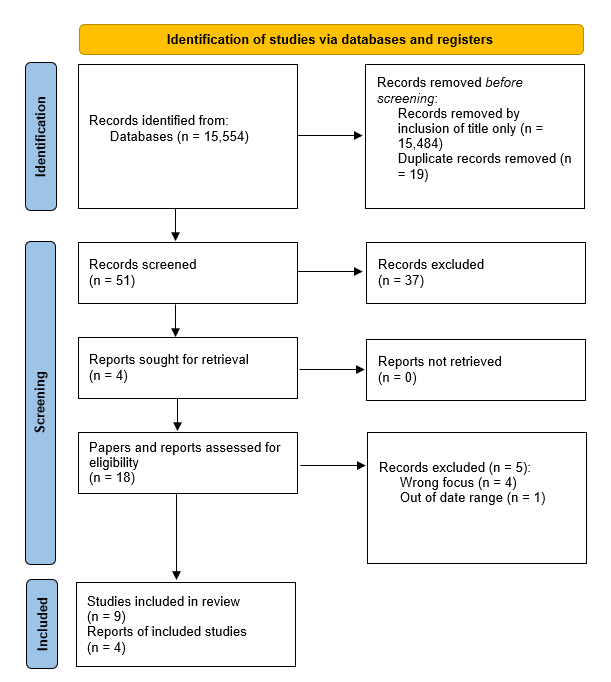 Identification of studies via databases and registers
Identification
Records identified from:
Databases (n = 15,554)
Records removed before
screening:
Records removed by
inclusion of title only (n =
15,484)
Duplicate records removed (n
= 19)
Screening
Records screened
(n = 51)
Records excluded
(n = 37)
Reports sought for retrieval
(n = 4)
Reports not retrieved
(n = 0)
Papers and reports assessed for
eligibility
(n = 18)
Records excluded (n = 5):
Wrong focus (n = 4)
Out of date range (n = 1)
Included
Studies included in review
(n = 9)
Reports of included studies
(n = 4)